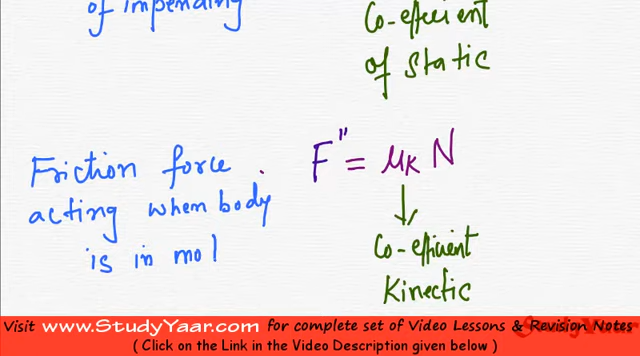 of impending
Co-efficient
of static
Friction force
acting when body
is in mo
F'' = μK N
Co-efficient
Kinectic
StudyYaar
Visit www.StudyYaar.com for complete set of Video Lessons & Revision Notes
( Click on the Link in the Video Description given below )